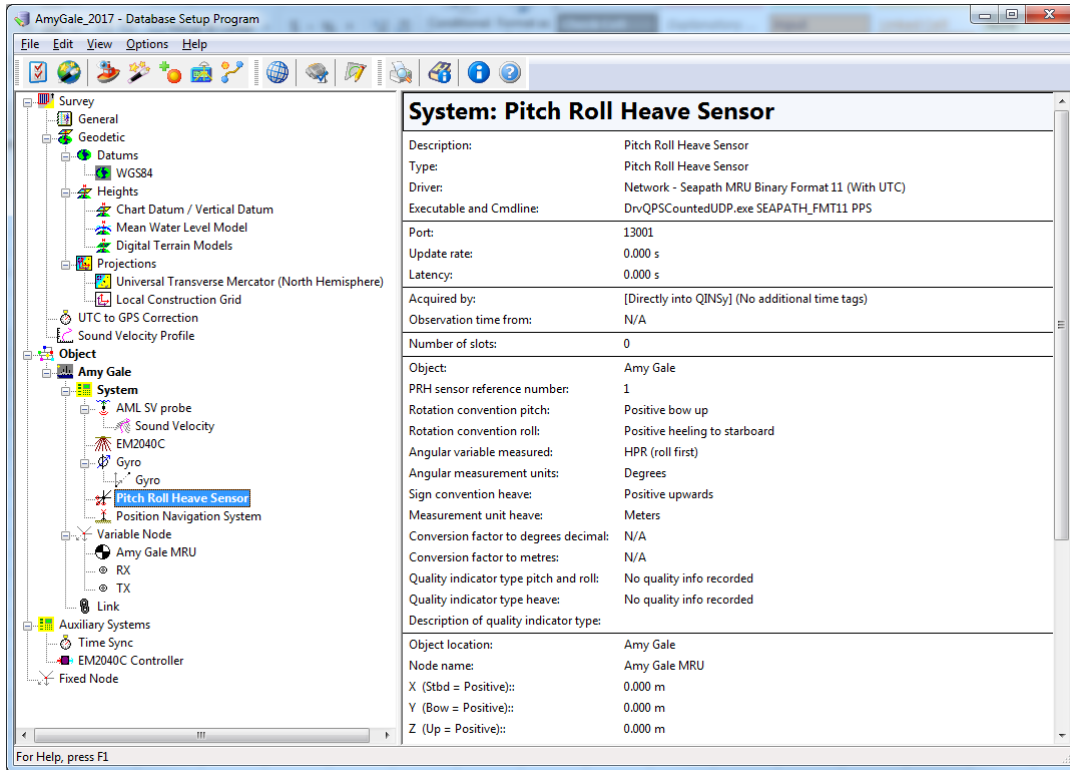 AmyGale_2017 - Database Setup Program
File Edit View Options Help
Survey
General
Geodetic
Datums
WGS84
Heights
Chart Datum / Vertical Datum
Mean Water Level Model
Digital Terrain Models
Projections
Universal Transverse Mercator (North Hemisphere)
Local Construction Grid
UTC to GPS Correction
Sound Velocity Profile
Object
Amy Gale
System
AML SV probe
Sound Velocity
EM2040C
Gyro
Gyro
Pitch Roll Heave Sensor
Position Navigation System
Variable Node
Amy Gale MRU
RX
TX
Link
Auxiliary Systems
Time Sync
EM2040C Controller
Fixed Node
System: Pitch Roll Heave Sensor
Description: Pitch Roll Heave Sensor
Type: Pitch Roll Heave Sensor
Driver: Network - Seapath MRU Binary Format 11 (With UTC)
Executable and Cmdline: DrvQPSCountedUDP.exe SEAPATH_FMT11 PPS
Port: 13001
Update rate: 0.000 s
Latency: 0.000 s
Acquired by: [Directly into QINSy] (No additional time tags)
Observation time from: N/A
Number of slots: 0
Object: Amy Gale
PRH sensor reference number: 1
Rotation convention pitch: Positive bow up
Rotation convention roll: Positive heeling to starboard
Angular variable measured: HPR (roll first)
Angular measurement units: Degrees
Sign convention heave: Positive upwards
Measurement unit heave: Meters
Conversion factor to degrees decimal: N/A
Conversion factor to metres: N/A
Quality indicator type pitch and roll: No quality info recorded
Quality indicator type heave: No quality info recorded
Description of quality indicator type:
Object location: Amy Gale
Node name: Amy Gale MRU
X (Stbd = Positive):: 0.000 m
Y (Bow = Positive):: 0.000 m
Z (Up = Positive):: 0.000 m
For Help, press F1